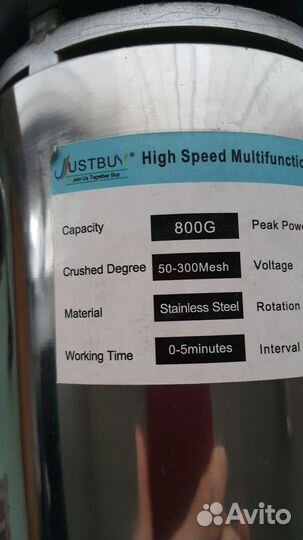 JUSTBUY®
Join Us, Together Buy
High Speed Multifunctio
Capacity 800G Peak Powe
Crushed Degree 50-300Mesh Voltage
Material Stainless Steel Rotation
Working Time 0-5minutes Interval
Avito